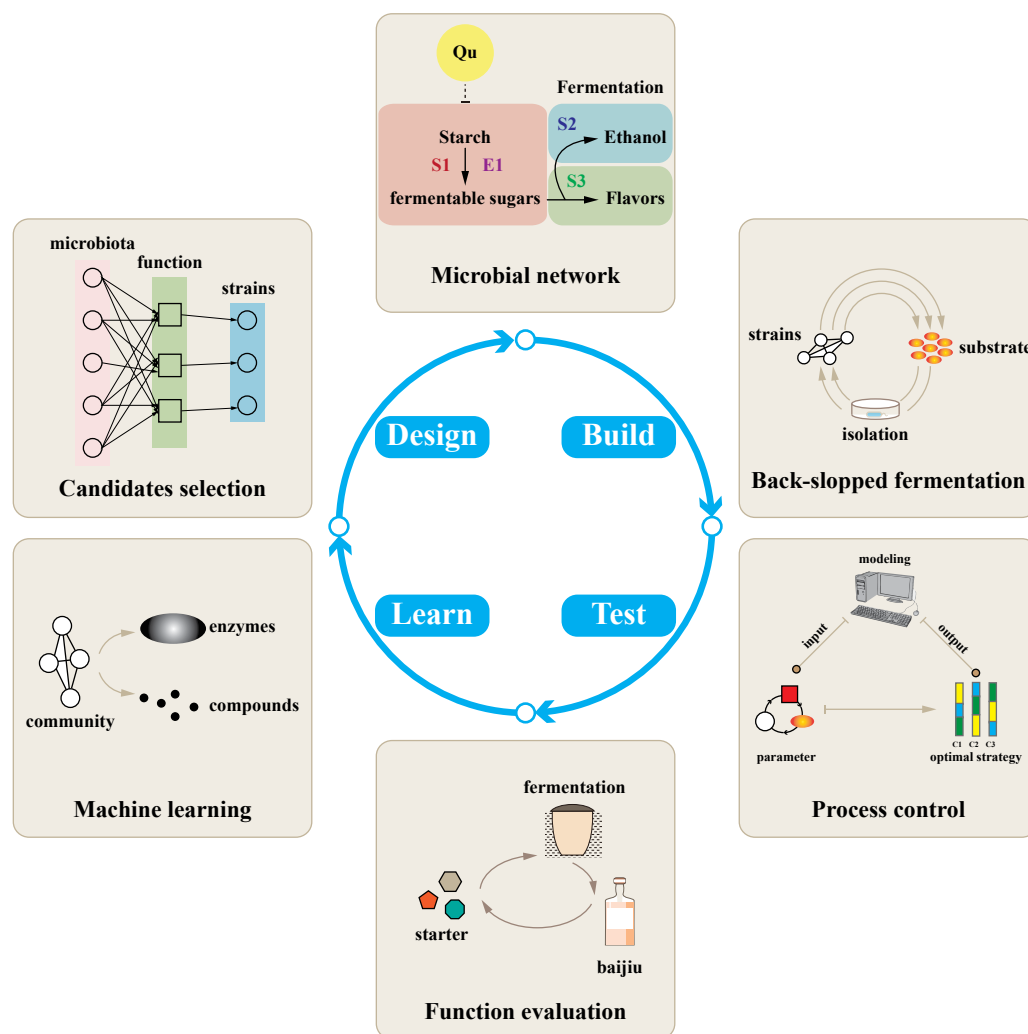 Qu
Fermentation
Starch
S1
E1
fermentable sugars
S2
Ethanol
S3
Flavors
Microbial network
microbiota
function
strains
Candidates selection
strains
substrate
isolation
Back-slopped fermentation
Design
Build
Learn
Test
enzymes
community
compounds
Machine learning
modeling
input
output
parameter
C1 C2 C3
optimal strategy
Process control
fermentation
starter
baijiu
Function evaluation